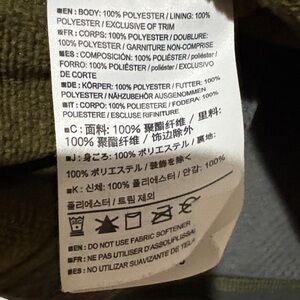 ■EN: BODY: 100% POLYESTER / LINING: 100%
POLYESTER / EXCLUSIVE OF TRIM
■FR: CORPS: 100% POLYESTER / DOUBLURE:
100% POLYESTER / GARNITURE NON-COMPRISE
■ES: COMPOSICIÓN: 100% POLIÉSTER /
FORRO: 100% POLIÉSTER / poliéster / EXCLUSIVO
DE CORTE
■DE: KÖRPER: 100% POLYESTER / FUTTER: 100%
POLYESTER / NÄHZUBEHÖR AUSGENOMMEN
■IT: CORPO: 100% POLIESTERE / FODERA: 100%
POLIESTERE / ESCLUSE RIFINITURE
■C: 面料: 100% 聚酯纤维 / 里料:
100% 聚酯纤维 / 饰边除外
■J: 身ごろ: 100% ポリエステル / 裏地:
100% ポリエステル / 装飾を除く
■K: 신체: 100% 폴리에스터 / 안감: 100%
폴리에스터 / 트림 제외
■EN: DO NOT USE FABRIC SOFTENER
■FR: NE PAS UTILISER D'ASSOUPLISSA
■ES: NO UTILIZAR SUAVIZANTE DE TELA